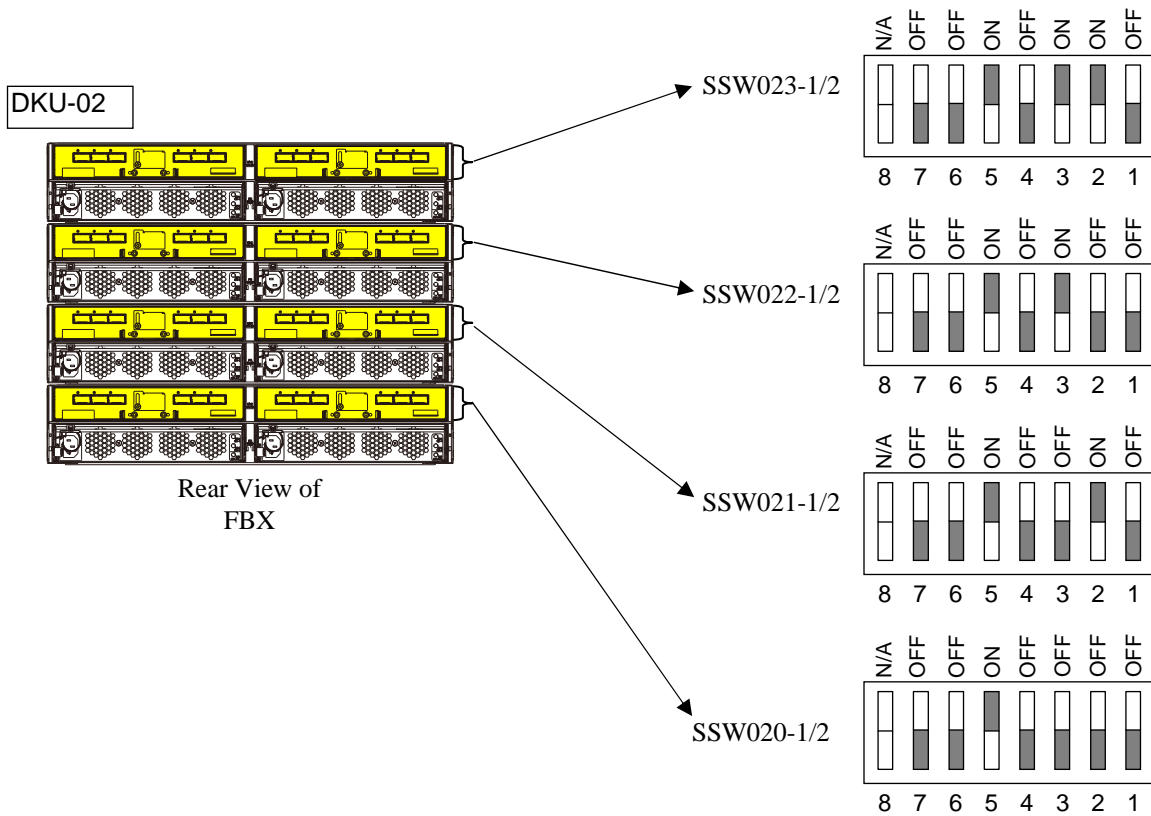 DKU-02
Rear View of
FBX
SSW023-1/2
N/A OFF OFF ON OFF ON ON OFF
8 7 6 5 4 3 2 1
SSW022-1/2
N/A OFF OFF ON OFF ON OFF OFF
8 7 6 5 4 3 2 1
SSW021-1/2
N/A OFF OFF ON OFF OFF ON OFF
8 7 6 5 4 3 2 1
SSW020-1/2
N/A OFF OFF ON OFF OFF OFF OFF
8 7 6 5 4 3 2 1